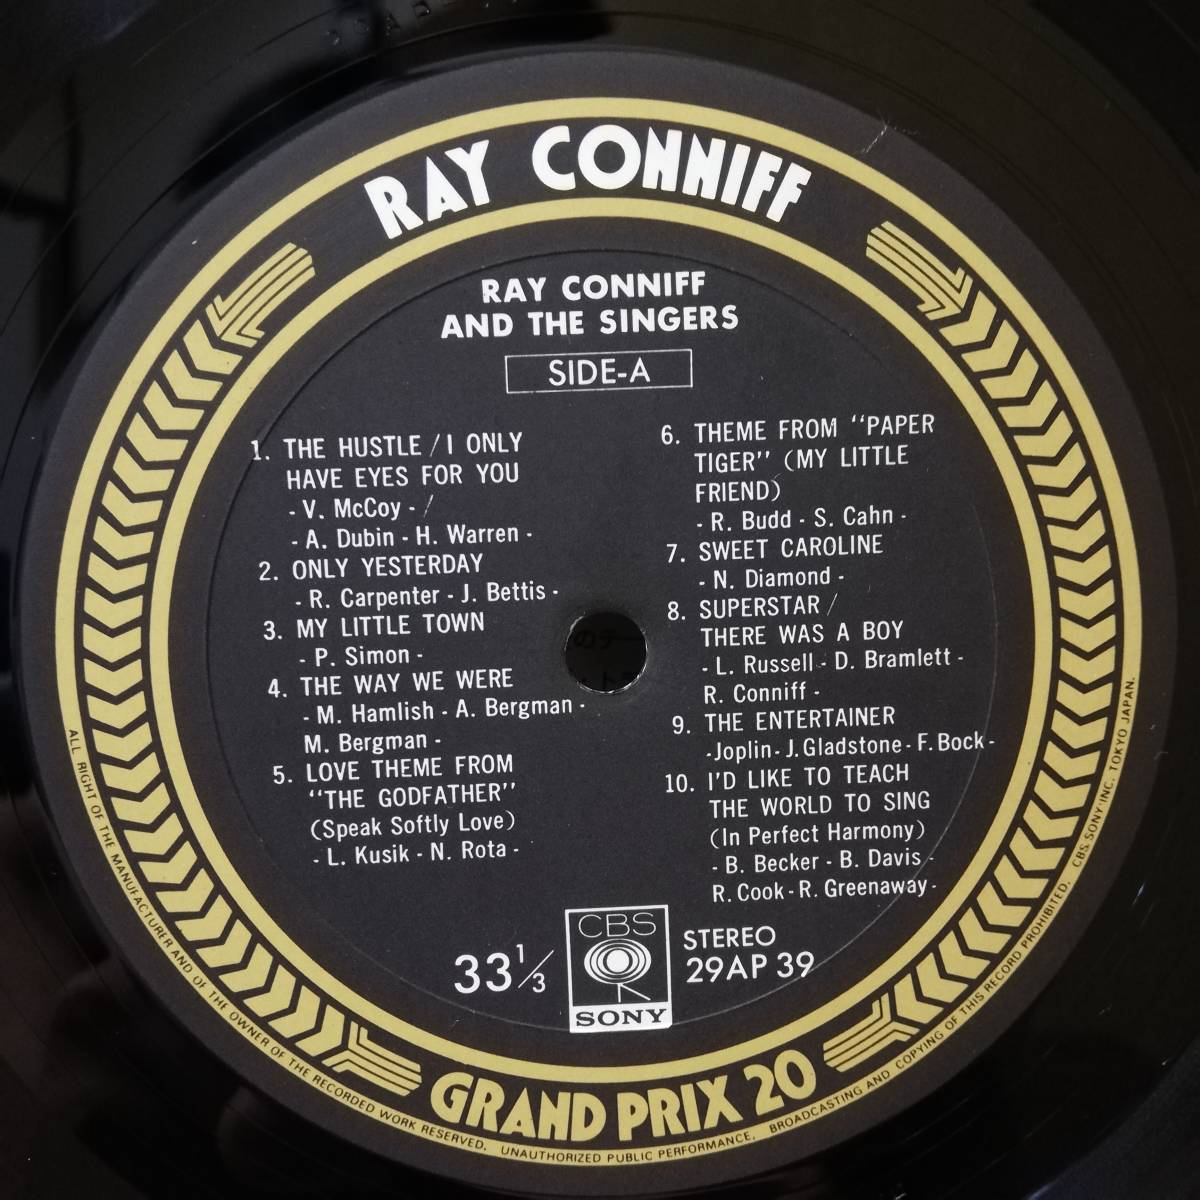 RAY CONNIFF
RAY CONNIFF
AND THE SINGERS
SIDE-A
1. THE HUSTLE / I ONLY
HAVE EYES FOR YOU
- V. McCoy - /
- A. Dubin - H. Warren -
2. ONLY YESTERDAY
- R. Carpenter - J. Bettis -
3. MY LITTLE TOWN
- P. Simon -
4. THE WAY WE WERE
- M. Hamlish - A. Bergman -
M. Bergman -
5. LOVE THEME FROM
"THE GODFATHER"
(Speak Softly Love)
- L. Kusik - N. Rota -
6. THEME FROM "PAPER
TIGER" (MY LITTLE
FRIEND)
- R. Budd - S. Cahn -
7. SWEET CAROLINE
- N. Diamond -
8. SUPERSTAR /
THERE WAS A BOY
- L. Russell - D. Bramlett -
R. Conniff -
9. THE ENTERTAINER
- Joplin - J. Gladstone - F. Bock -
10. I'D LIKE TO TEACH
THE WORLD TO SING
(In Perfect Harmony)
- B. Becker - B. Davis -
R. Cook - R. Greenaway -
33 1/3
CBS
SONY
STEREO
29AP 39
GRAND PRIX 20
ALL RIGHT OF THE MANUFACTURER AND OF THE OWNER OF THE RECORDED WORK RESERVED. UNAUTHORIZED PUBLIC PERFORMANCE. BROADCASTING AND COPYING OF THIS RECORD PROHIBITED. CBS SONY INC. TOKYO JAPAN.